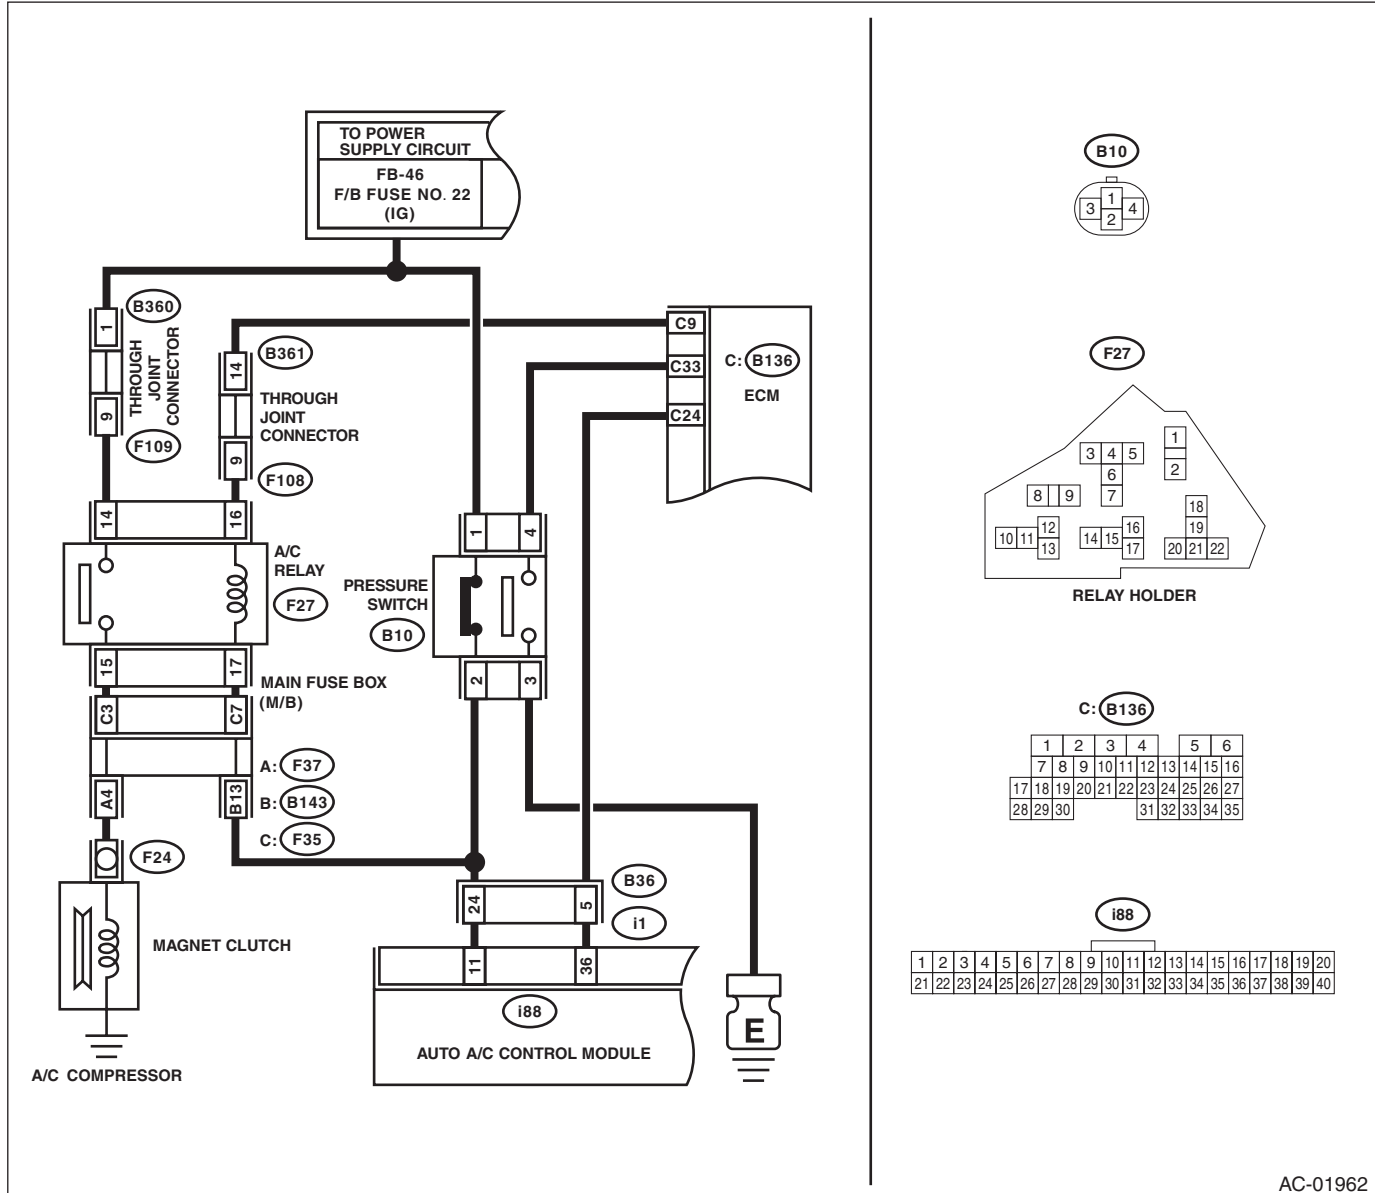 TO POWER
SUPPLY CIRCUIT
FB-46
F/B FUSE NO. 22
(IG)
B360
1
THROUGH
JOINT
CONNECTOR
9
F109
B361
14
THROUGH
JOINT
CONNECTOR
9
F108
C9
C33
C24
C: B136
ECM
14
16
A/C
RELAY
F27
15
17
C3
C7
MAIN FUSE BOX
(M/B)
A: F37
B: B143
C: F35
A4
B13
F24
MAGNET CLUTCH
A/C COMPRESSOR
1
4
PRESSURE
SWITCH
B10
2
3
24
5
B36
i1
11
36
i88
AUTO A/C CONTROL MODULE
E
B10
1
3
4
2
F27
1
3 4 5
2
6
8 9
7
18
12
16
19
10 11
14 15
13
17
20 21 22
RELAY HOLDER
C: B136
1 2 3 4 5 6
7 8 9 10 11 12 13 14 15 16
17 18 19 20 21 22 23 24 25 26 27
28 29 30 31 32 33 34 35
i88
1 2 3 4 5 6 7 8 9 10 11 12 13 14 15 16 17 18 19 20
21 22 23 24 25 26 27 28 29 30 31 32 33 34 35 36 37 38 39 40
AC-01962